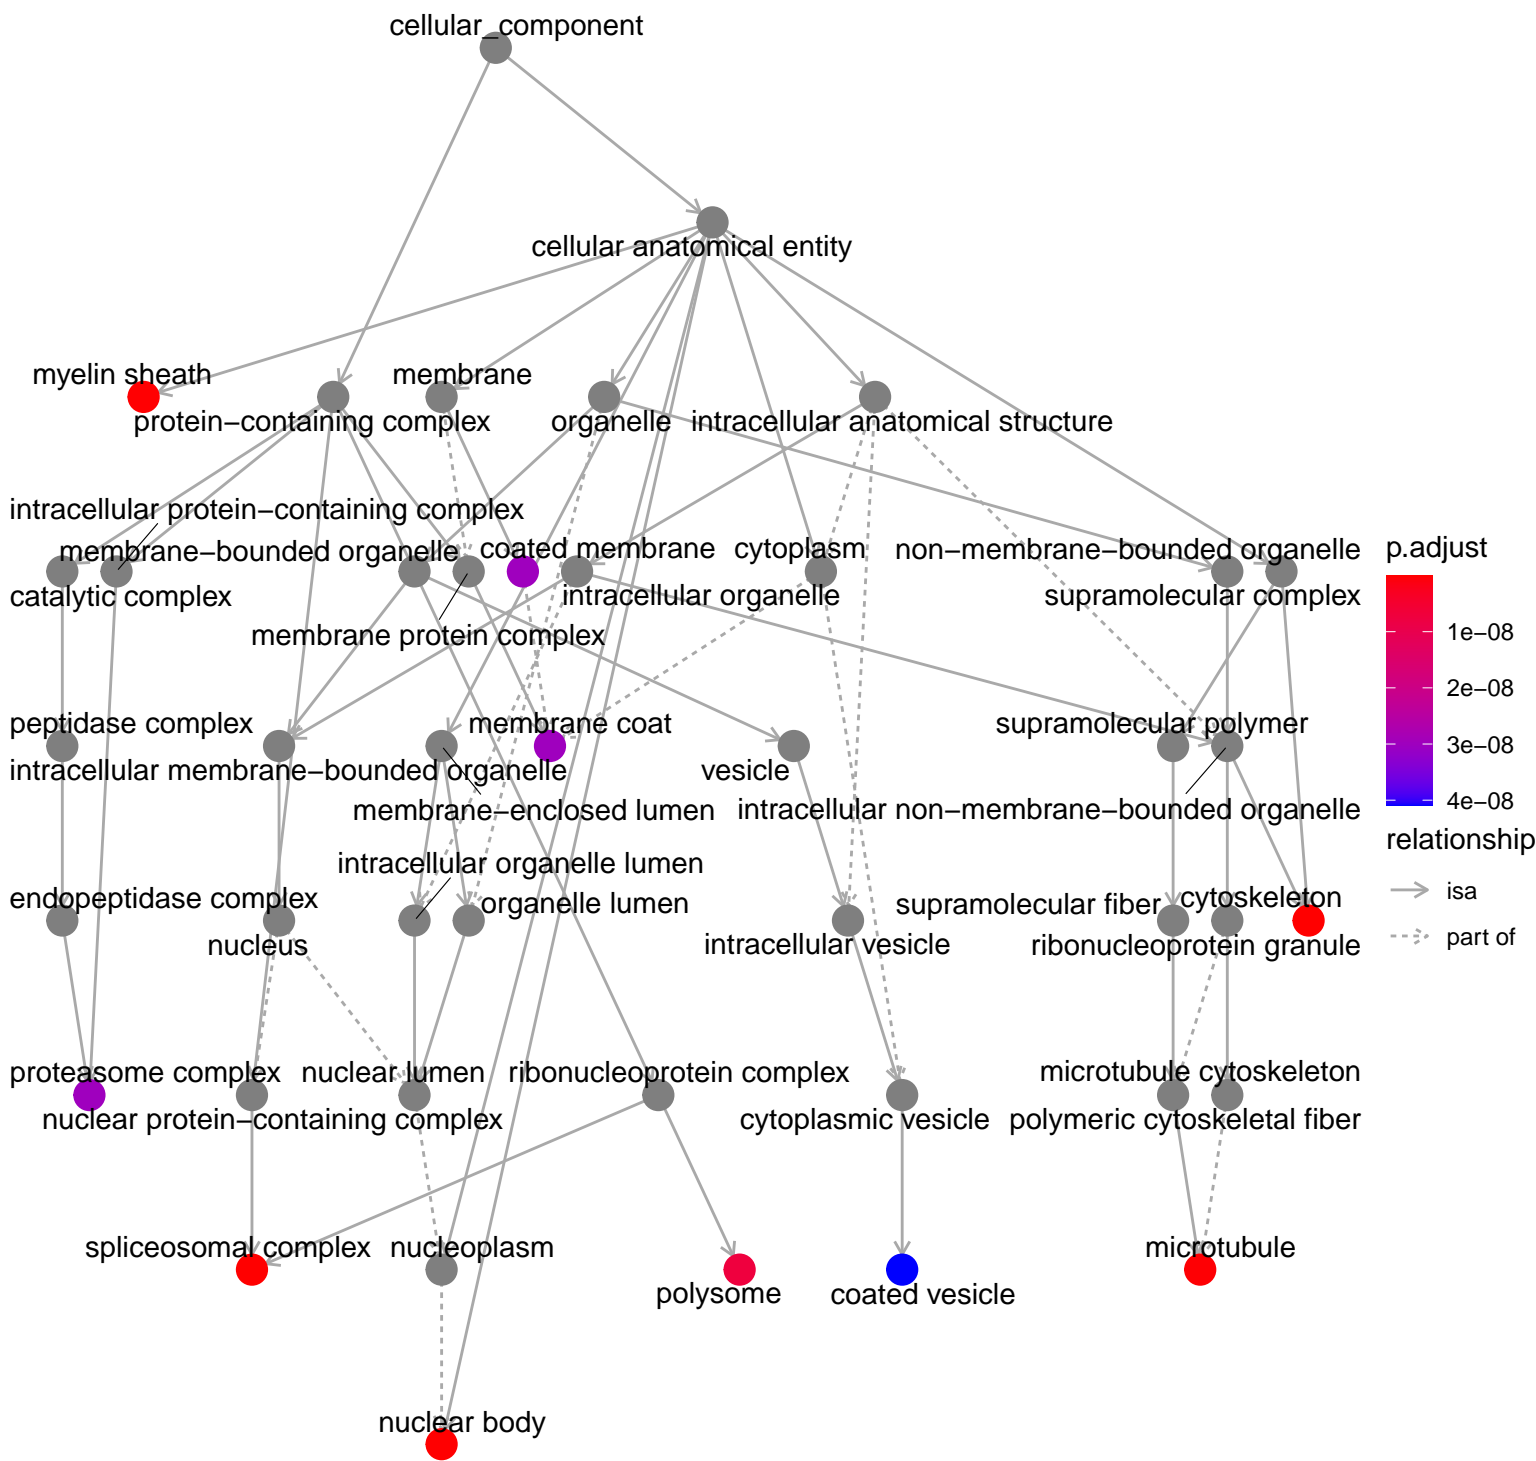 cellular_component
cellular anatomical entity
myelin sheath
membrane
protein−containing complex
organelle
intracellular anatomical structure
intracellular protein−containing complex
membrane−bounded organelle
coated membrane
cytoplasm
non−membrane−bounded organelle
catalytic complex
intracellular organelle
supramolecular complex
membrane protein complex
peptidase complex
membrane coat
supramolecular polymer
intracellular membrane−bounded organelle
vesicle
membrane−enclosed lumen
intracellular non−membrane−bounded organelle
intracellular organelle lumen
endopeptidase complex
organelle lumen
supramolecular fiber
cytoskeleton
nucleus
intracellular vesicle
ribonucleoprotein granule
proteasome complex
nuclear lumen
ribonucleoprotein complex
microtubule cytoskeleton
nuclear protein−containing complex
cytoplasmic vesicle
polymeric cytoskeletal fiber
spliceosomal complex
nucleoplasm
microtubule
polysome
coated vesicle
nuclear body
p.adjust
1e−08
2e−08
3e−08
4e−08
relationship
isa
part of